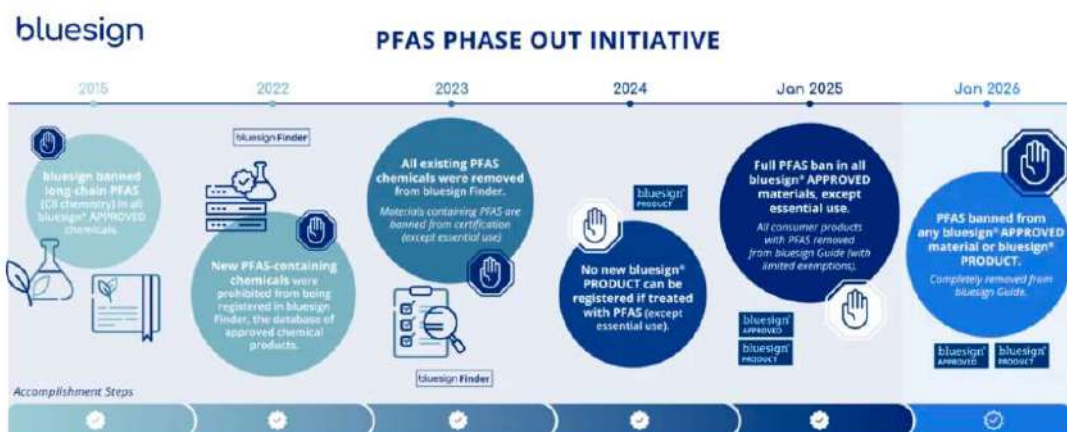 bluesign
PFAS PHASE OUT INITIATIVE
2015
bluesign banned
long-chain PFAS
(C8 chemistry) in all
bluesign® APPROVED
chemicals.
2022
bluesign Finder
New PFAS-containing
chemicals were
prohibited from being
registered in bluesign
Finder, the database of
approved chemical
products.
2023
All existing PFAS
chemicals were removed
from bluesign Finder.
Materials containing PFAS are
banned from certification
(except essential use)
bluesign Finder
2024
bluesign®
PRODUCT
No new bluesign®
PRODUCT can be
registered if treated
with PFAS (except
essential use).
Jan 2025
Full PFAS ban in all
bluesign® APPROVED
materials, except
essential use.
All consumer products
with PFAS removed
from bluesign Guide (with
limited exemptions).
bluesign®
APPROVED
bluesign®
PRODUCT
Jan 2026
PFAS banned from
any bluesign® APPROVED
material or bluesign®
PRODUCT.
Completely removed from
bluesign Guide.
bluesign®
APPROVED
bluesign®
PRODUCT
Accomplishment Steps